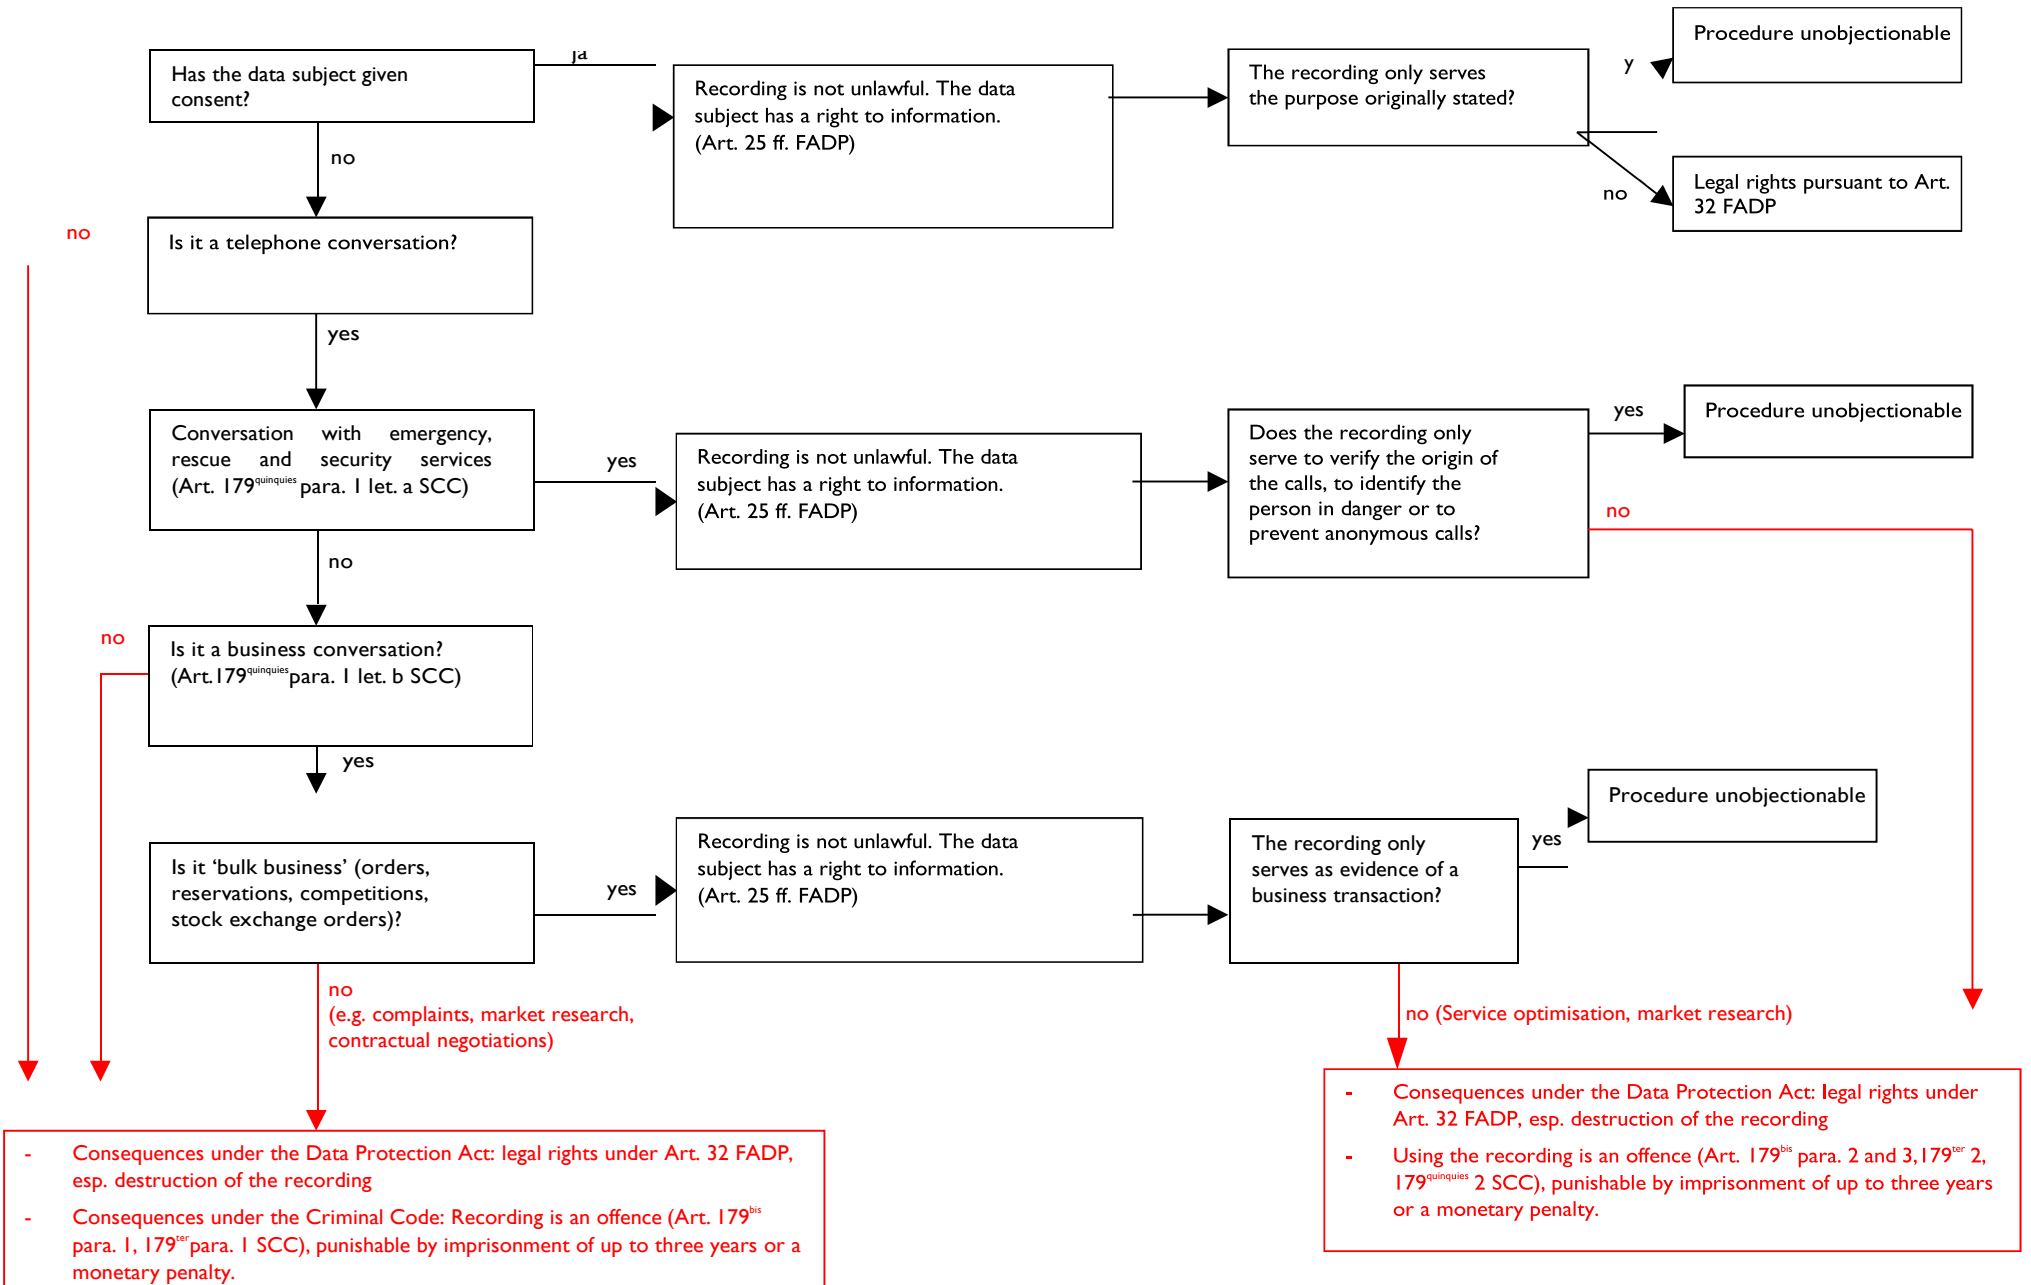 Has the data subject given
consent?
ja
Recording is not unlawful. The data
subject has a right to information.
(Art. 25 ff. FADP)
The recording only serves
the purpose originally stated?
y
Procedure unobjectionable
no
Legal rights pursuant to Art.
32 FADP
no
no
Is it a telephone conversation?
yes
Conversation with emergency,
rescue and security services
(Art. 179quinquies para. 1 let. a SCC)
yes
Recording is not unlawful. The data
subject has a right to information.
(Art. 25 ff. FADP)
Does the recording only
serve to verify the origin of
the calls, to identify the
person in danger or to
prevent anonymous calls?
yes
Procedure unobjectionable
no
no
no
Is it a business conversation?
(Art.179quinquiespara. 1 let. b SCC)
yes
Is it ‘bulk business’ (orders,
reservations, competitions,
stock exchange orders)?
yes
Recording is not unlawful. The data
subject has a right to information.
(Art. 25 ff. FADP)
The recording only
serves as evidence of a
business transaction?
yes
Procedure unobjectionable
no
(e.g. complaints, market research,
contractual negotiations)
no (Service optimisation, market research)
- Consequences under the Data Protection Act: legal rights under Art. 32 FADP,
esp. destruction of the recording
- Consequences under the Criminal Code: Recording is an offence (Art. 179bis
para. 1, 179terpara. 1 SCC), punishable by imprisonment of up to three years or a
monetary penalty.
- Consequences under the Data Protection Act: legal rights under
Art. 32 FADP, esp. destruction of the recording
- Using the recording is an offence (Art. 179bis para. 2 and 3,179ter 2,
179quinquies 2 SCC), punishable by imprisonment of up to three years
or a monetary penalty.